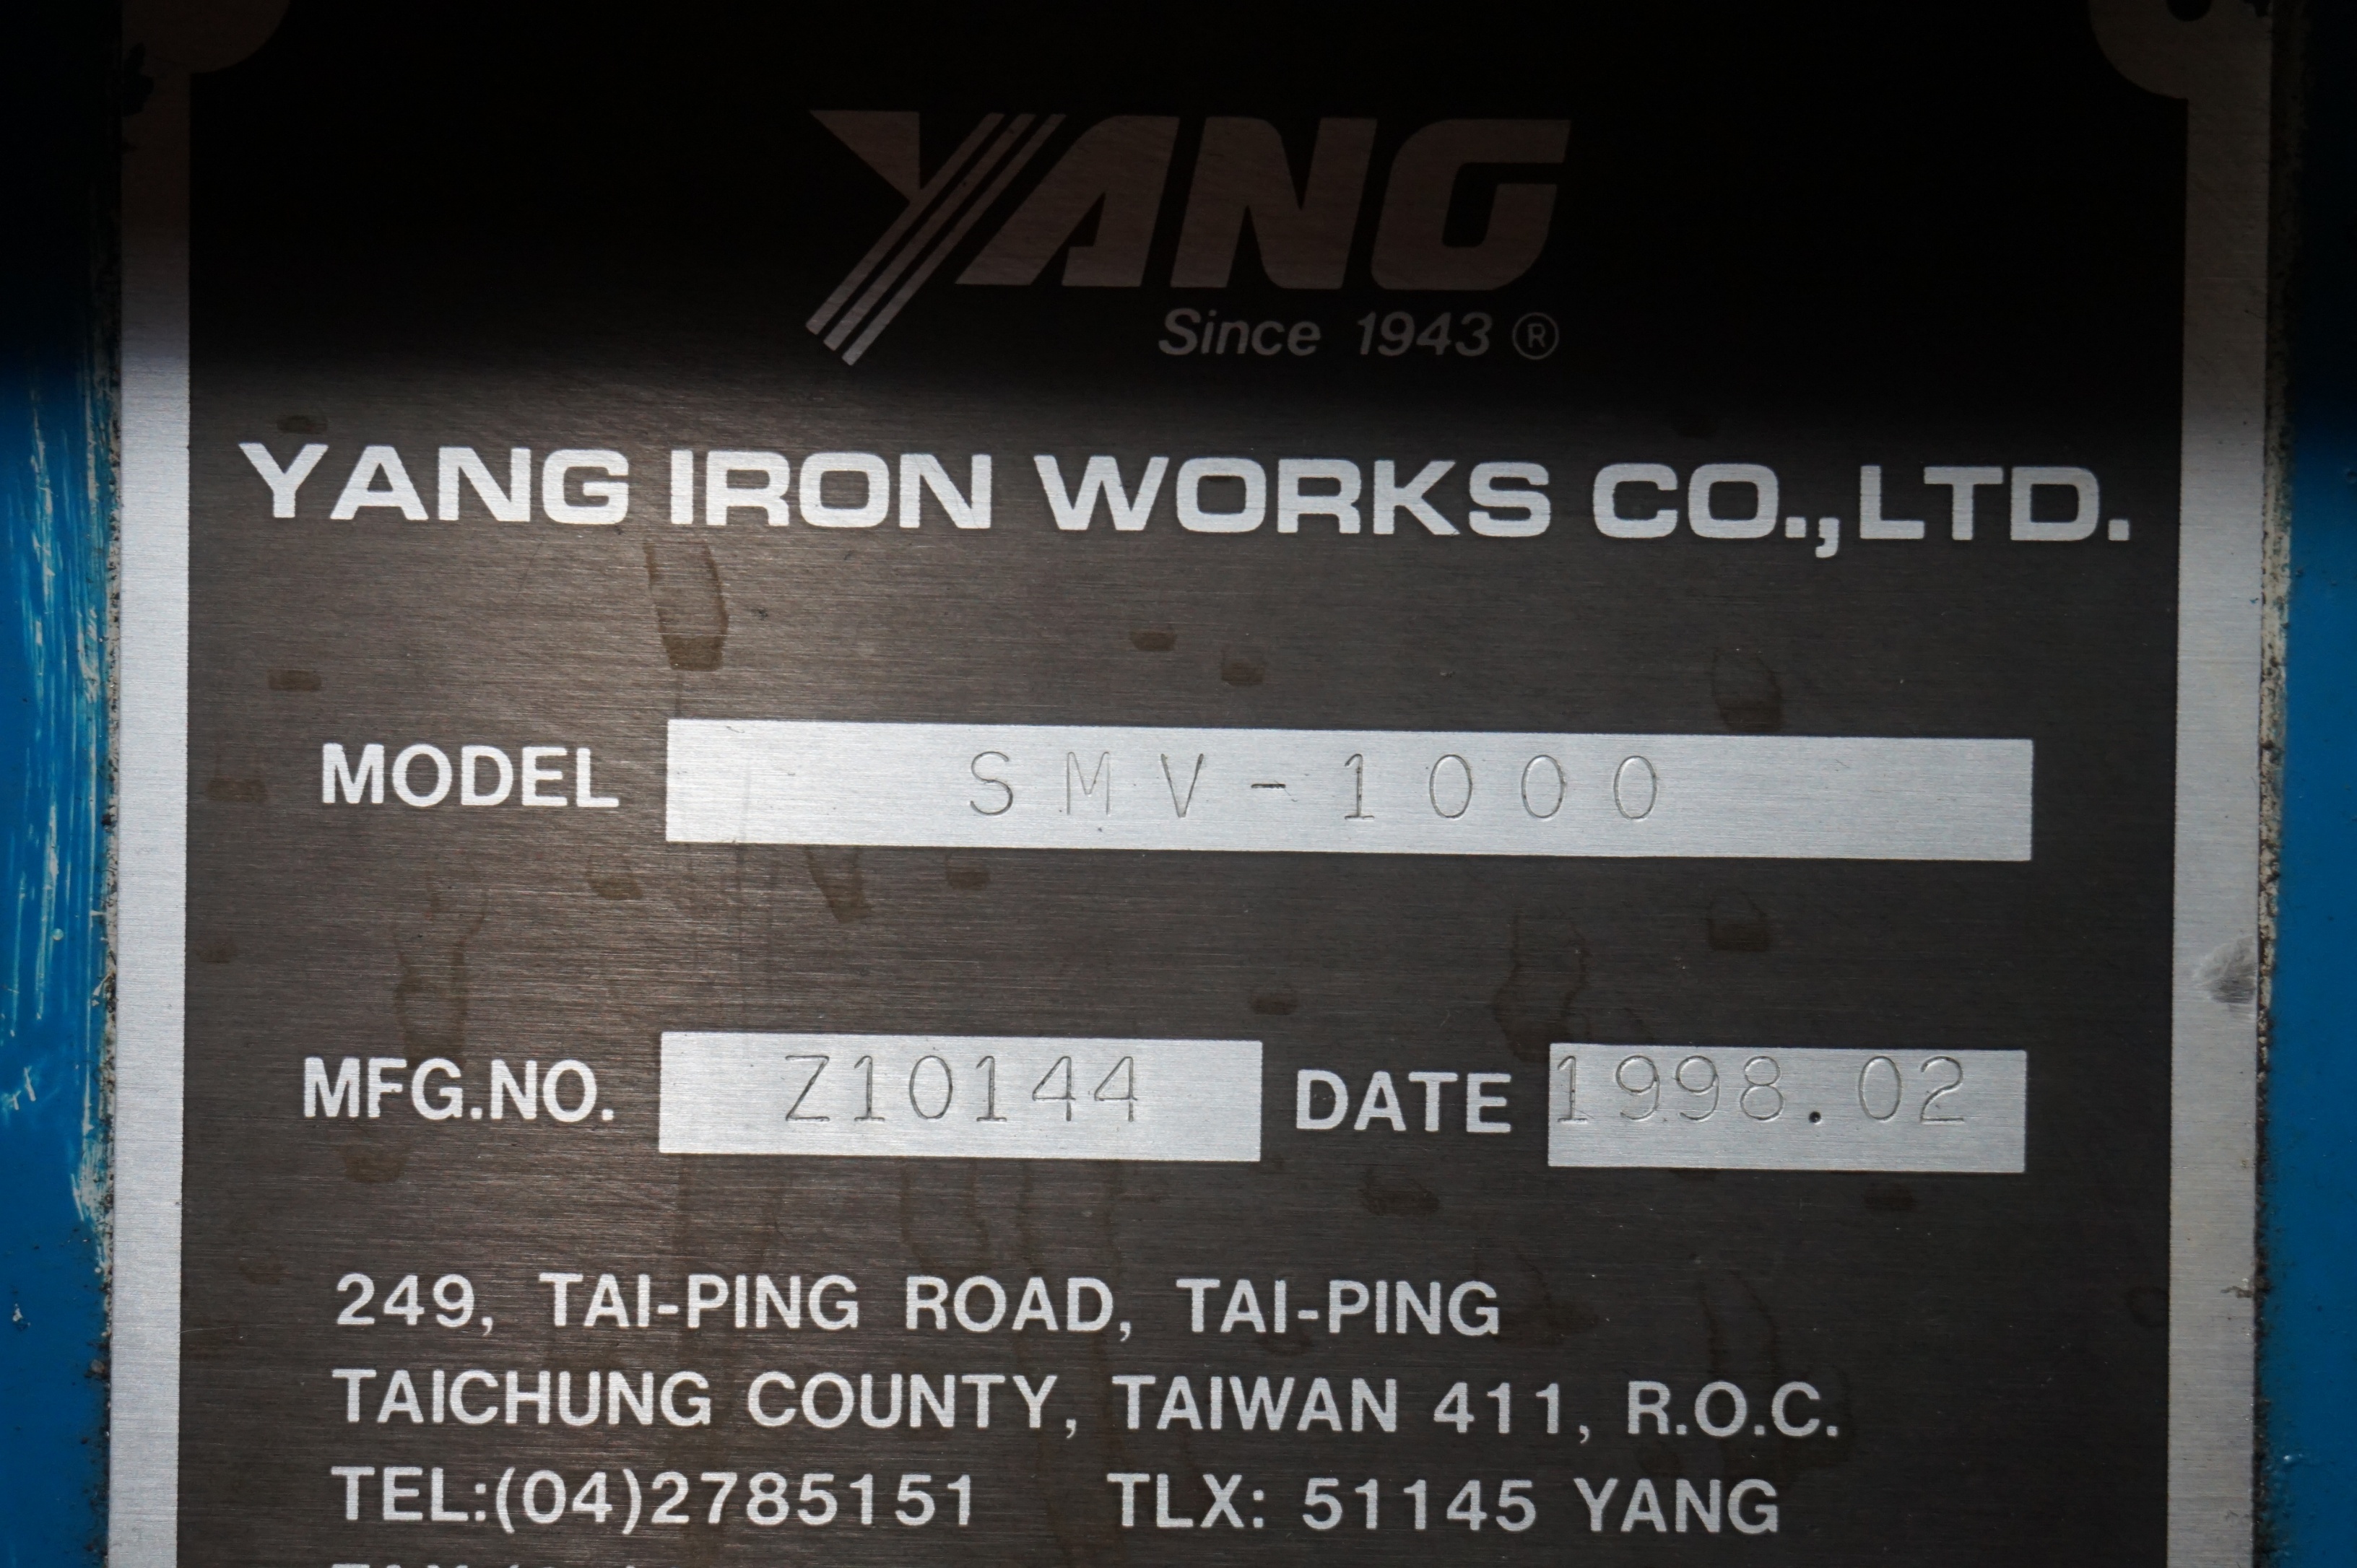 YANG
Since 1943 ®
YANG IRON WORKS CO.,LTD.
MODEL SMV-1000
MFG.NO. Z10144 DATE 1998.02
249, TAI-PING ROAD, TAI-PING
TAICHUNG COUNTY, TAIWAN 411, R.O.C.
TEL:(04)2785151 TLX: 51145 YANG